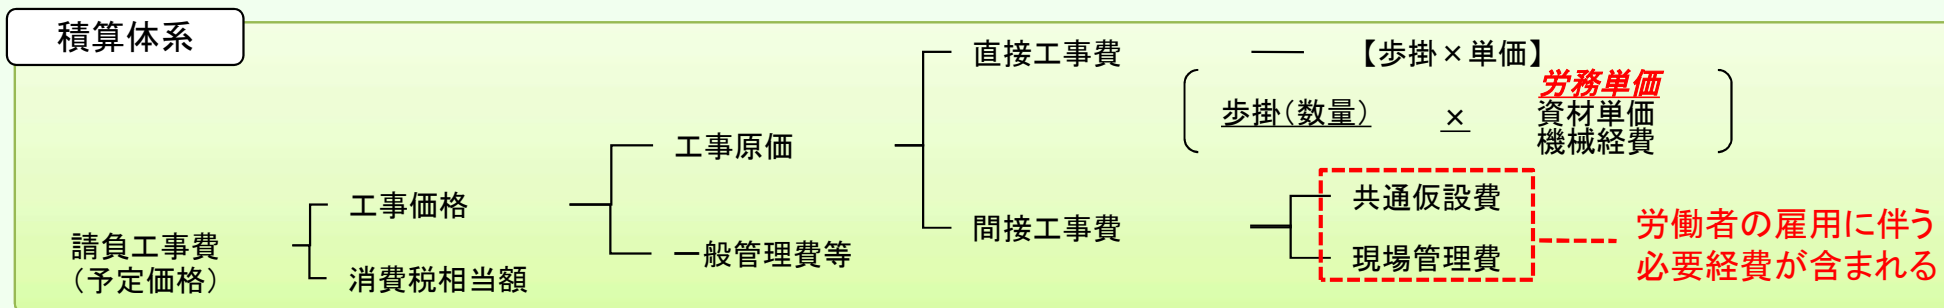 積算体系
直接工事費
【歩掛×単価】
歩掛(数量)
×
労務単価
資材単価
機械経費
工事原価
工事価格
間接工事費
共通仮設費
現場管理費
労働者の雇用に伴う
必要経費が含まれる
請負工事費
(予定価格)
一般管理費等
消費税相当額